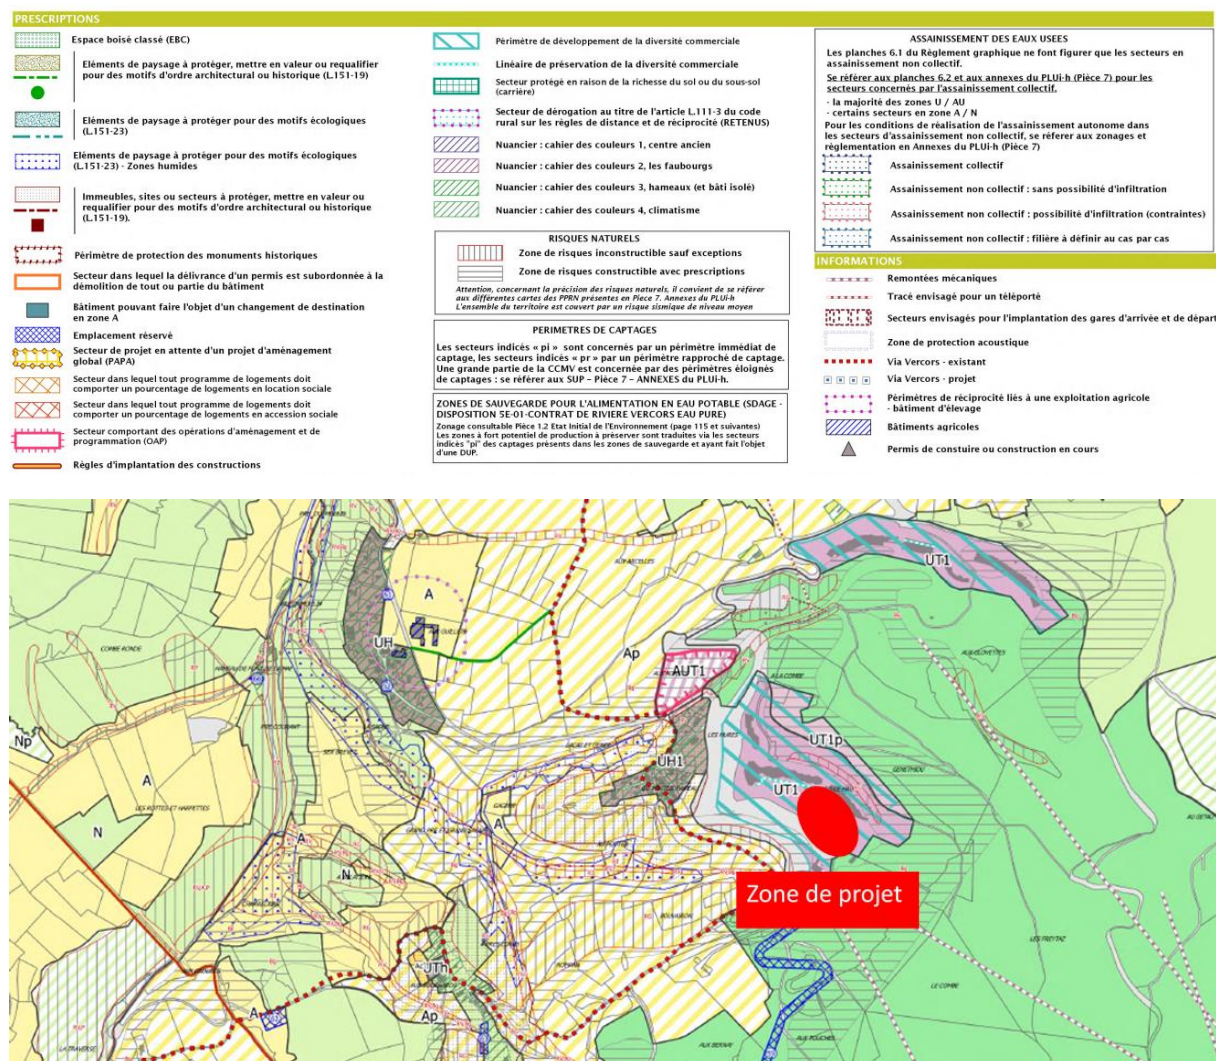 PRESCRIPTIONS
Espace boisé classé (EBC)
Eléments de paysage à protéger, mettre en valeur ou requalifier
pour des motifs d'ordre architectural ou historique (L.151-19)
Eléments de paysage à protéger pour des motifs écologiques
(L.151-23)
Eléments de paysage à protéger pour des motifs écologiques
(L.151-23) - Zones humides
Immeubles, sites ou secteurs à protéger, mettre en valeur ou
requalifier pour des motifs d'ordre architectural ou historique
(L.151-19).
Périmètre de protection des monuments historiques
Secteur dans lequel la délivrance d'un permis est subordonnée à la
démolition de tout ou partie du bâtiment
Bâtiment pouvant faire l'objet d'un changement de destination
en zone A
Emplacement réservé
Secteur de projet en attente d'un projet d'aménagement
global (PAPA)
Secteur dans lequel tout programme de logements doit
comporter un pourcentage de logements en location sociale
Secteur dans lequel tout programme de logements doit
comporter un pourcentage de logements en accession sociale
Secteur comportant des opérations d'aménagement et de
programmation (OAP)
Règles d'implantation des constructions
Périmètre de développement de la diversité commerciale
Linéaire de préservation de la diversité commerciale
Secteur protégé en raison de la richesse du sol ou du sous-sol
(carrière)
Secteur de dérogation au titre de l'article L.111-3 du code
rural sur les règles de distance et de réciprocité (RETENUS)
Nuancier : cahier des couleurs 1, centre ancien
Nuancier : cahier des couleurs 2, les faubourgs
Nuancier : cahier des couleurs 3, hameaux (et bâti isolé)
Nuancier : cahier des couleurs 4, climatisme
RISQUES NATURELS
Zone de risques inconstructible sauf exceptions
Zone de risques constructible avec prescriptions
Attention, concernant la précision des risques naturels, il convient de se référer
aux différentes cartes des PPRN présentes en Piece 7. Annexes du PLUi-h
L'ensemble du territoire est couvert par un risque sismique de niveau moyen
PERIMETRES DE CAPTAGES
Les secteurs indicés « pi » sont concernés par un périmètre immédiat de
captage, les secteurs indicés « pr » par un périmètre rapproché de captage.
Une grande partie de la CCMV est concernée par des périmètres éloignés
de captages : se référer aux SUP - Pièce 7 - ANNEXES du PLUi-h.
ZONES DE SAUVEGARDE POUR L'ALIMENTATION EN EAU POTABLE (SDAGE -
DISPOSITION 5E-01-CONTRAT DE RIVIERE VERCORS EAU PURE)
Zonage consultable Pièce 1.2 Etat Initial de l'Environnement (page 115 et suivantes)
Les zones à fort potentiel de production à préserver sont traduites via les secteurs
indicés "pi" des captages présents dans les zones de sauvegarde et ayant fait l'objet
d'une DUP.
ASSAINISSEMENT DES EAUX USEES
Les planches 6.1 du Règlement graphique ne font figurer que les secteurs en
assainissement non collectif.
Se référer aux planches 6.2 et aux annexes du PLUi-h (Pièce 7) pour les
secteurs concernés par l'assainissement collectif.
- la majorité des zones U / AU
- certains secteurs en zone A / N
Pour les conditions de réalisation de l'assainissement autonome dans
les secteurs d'assainissement non collectif, se réferer aux zonages et
règlementation en Annexes du PLUi-h (Pièce 7)
Assainissement collectif
Assainissement non collectif : sans possibilité d'infiltration
Assainissement non collectif : possibilité d'infiltration (contraintes)
Assainissement non collectif : filière à définir au cas par cas
INFORMATIONS
Remontées mécaniques
Tracé envisagé pour un téléporté
Secteurs envisagés pour l'implantation des gares d'arrivée et de départ
Zone de protection acoustique
Via Vercors - existant
Via Vercors - projet
Périmètres de réciprocité liés à une exploitation agricole
- bâtiment d'élevage
Bâtiments agricoles
Permis de constuire ou construction en cours
UT1
A
COMBE RONDE
UH
Ap
AUT1
A LA COMBE
LES MURES
UT1p
Np
A
UH1
UT1
LES ROTTES ET HARPETTES
N
A
A
N
Zone de projet
LES FREYTAZ
LE COMBE
UTh
A
Ap
LA TRAVERSE
AUX BERNAY
AUX TOUCHES